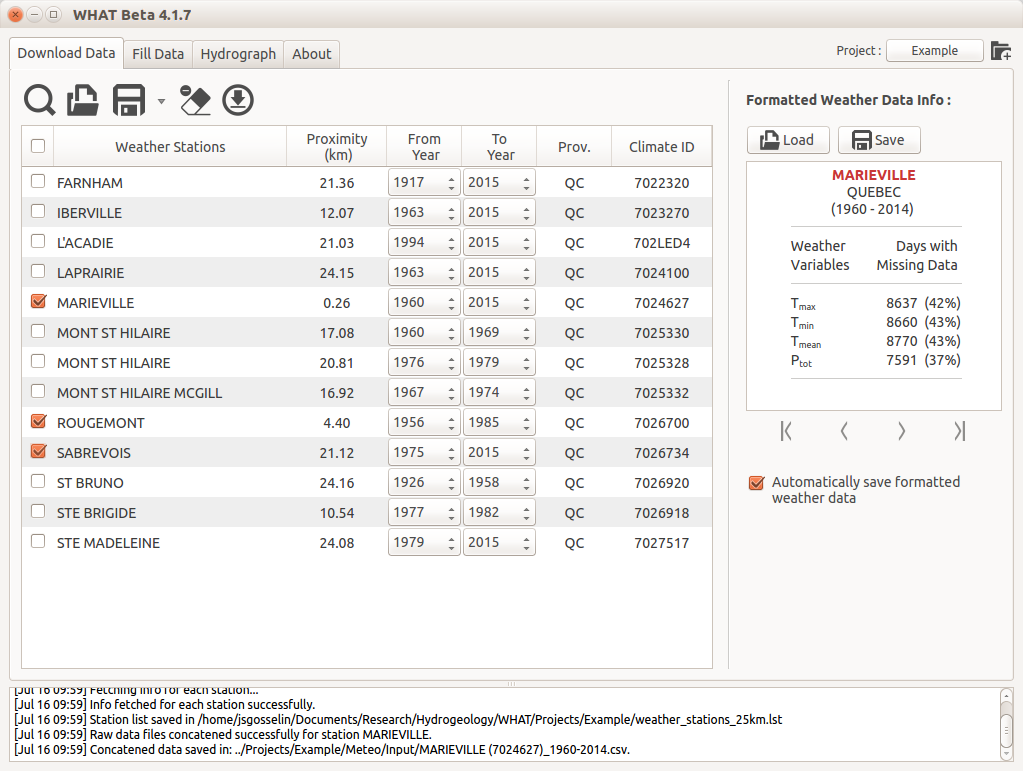 WHAT Beta 4.1.7
Download Data Fill Data Hydrograph About Project : Example
Formatted Weather Data Info :
Load Save
Weather Stations Proximity (km) From Year To Year Prov. Climate ID
FARNHAM 21.36 1917 2015 QC 7022320
IBERVILLE 12.07 1963 2015 QC 7023270
L'ACADIE 21.03 1994 2015 QC 702LED4
LAPRAIRIE 24.15 1963 2015 QC 7024100
MARIEVILLE 0.26 1960 2015 QC 7024627
MONT ST HILAIRE 17.08 1960 1969 QC 7025330
MONT ST HILAIRE 20.81 1976 1979 QC 7025328
MONT ST HILAIRE MCGILL 16.92 1967 1974 QC 7025332
ROUGEMONT 4.40 1956 1985 QC 7026700
SABREVOIS 21.12 1975 2015 QC 7026734
ST BRUNO 24.16 1926 1958 QC 7026920
STE BRIGIDE 10.54 1977 1982 QC 7026918
STE MADELEINE 24.08 1979 2015 QC 7027517
MARIEVILLE
QUEBEC
(1960 - 2014)
Weather Days with
Variables Missing Data
Tmax 8637 (42%)
Tmin 8660 (43%)
Tmean 8770 (43%)
Ptot 7591 (37%)
Automatically save formatted
weather data
[Jul 16 09:59] Fetching info for each station...
[Jul 16 09:59] Info fetched for each station successfully.
[Jul 16 09:59] Station list saved in /home/jsgosselin/Documents/Research/Hydrogeology/WHAT/Projects/Example/weather_stations_25km.lst
[Jul 16 09:59] Raw data files concatened successfully for station MARIEVILLE.
[Jul 16 09:59] Concatened data saved in: ../Projects/Example/Meteo/Input/MARIEVILLE (7024627)_1960-2014.csv.